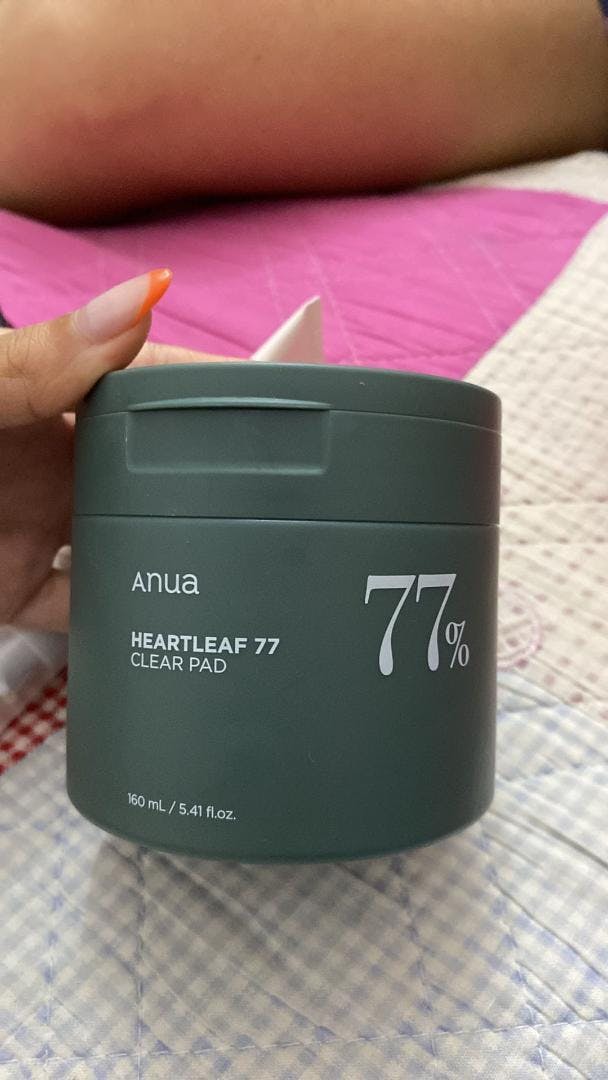 Anua
77%
HEARTLEAF 77
CLEAR PAD
160 mL / 5.41 fl.oz.